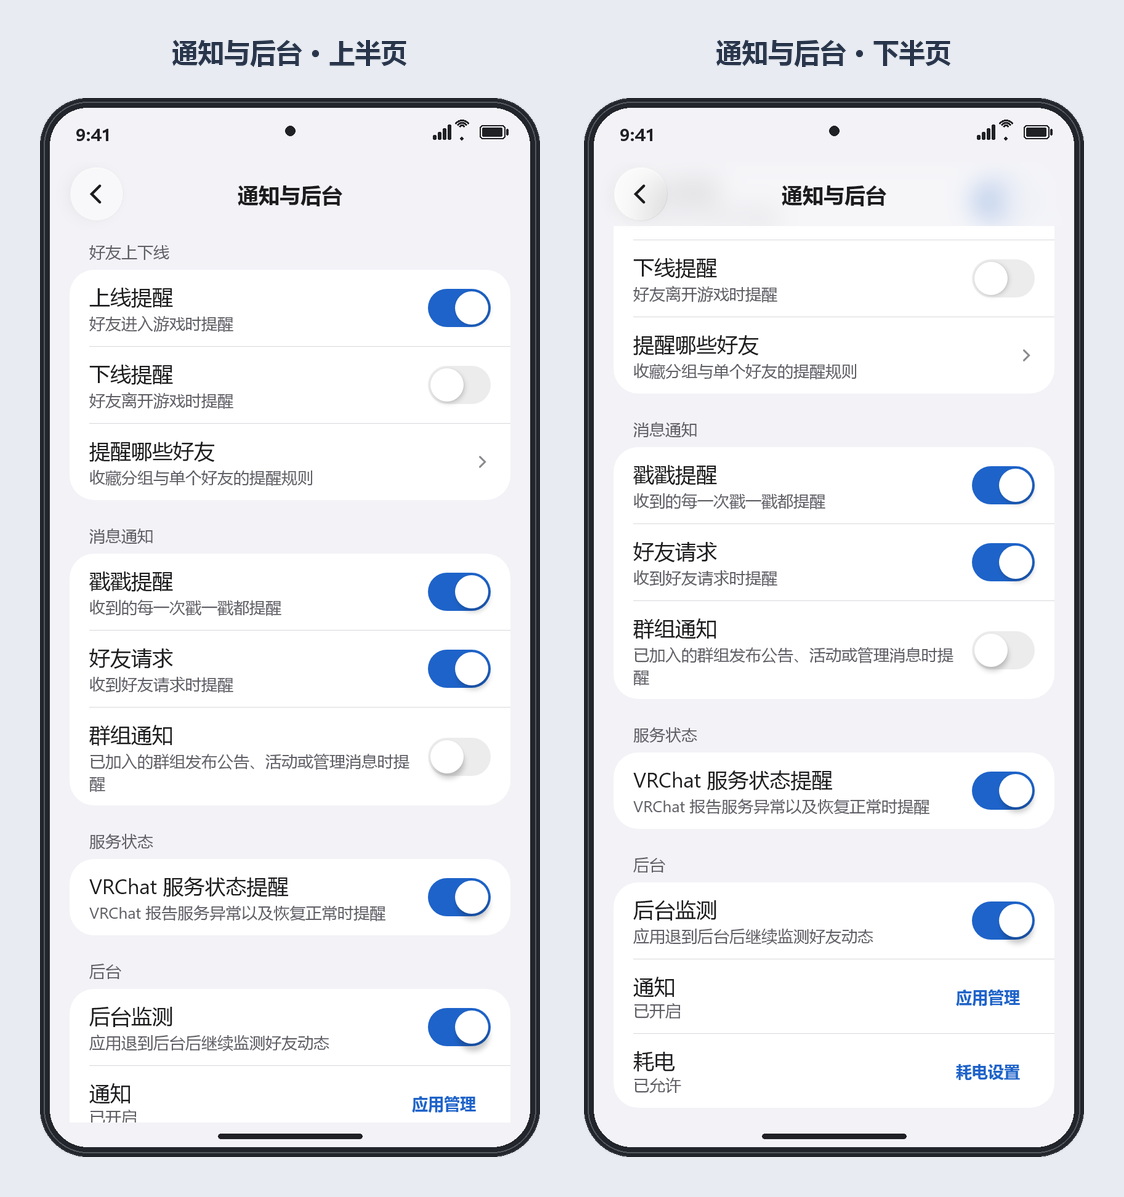 通知与后台·上半页
9:41
通知与后台
好友上下线
上线提醒
好友进入游戏时提醒
下线提醒
好友离开游戏时提醒
提醒哪些好友
收藏分组与单个好友的提醒规则
消息通知
戳戳提醒
收到的每一次戳一戳都提醒
好友请求
收到好友请求时提醒
群组通知
已加入的群组发布公告、活动或管理消息时提
醒
服务状态
VRChat 服务状态提醒
VRChat 报告服务异常以及恢复正常时提醒
后台
后台监测
应用退到后台后继续监测好友动态
通知
已开启
应用管理
通知与后台·下半页
9:41
通知与后台
下线提醒
好友离开游戏时提醒
提醒哪些好友
收藏分组与单个好友的提醒规则
消息通知
戳戳提醒
收到的每一次戳一戳都提醒
好友请求
收到好友请求时提醒
群组通知
已加入的群组发布公告、活动或管理消息时提
醒
服务状态
VRChat 服务状态提醒
VRChat 报告服务异常以及恢复正常时提醒
后台
后台监测
应用退到后台后继续监测好友动态
通知
已开启
应用管理
耗电
已允许
耗电设置